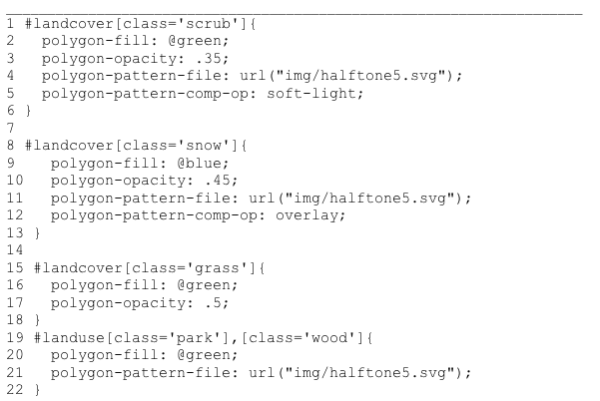 1 #landcover[class='scrub']{
2   polygon-fill: @green;
3   polygon-opacity: .35;
4   polygon-pattern-file: url("img/halftone5.svg");
5   polygon-pattern-comp-op: soft-light;
6 }
7
8 #landcover[class='snow']{
9    polygon-fill: @blue;
10   polygon-opacity: .45;
11   polygon-pattern-file: url("img/halftone5.svg");
12   polygon-pattern-comp-op: overlay;
13 }
14
15 #landcover[class='grass']{
16   polygon-fill: @green;
17   polygon-opacity: .5;
18 }
19 #landuse[class='park'],[class='wood']{
20   polygon-fill: @green;
21   polygon-pattern-file: url("img/halftone5.svg");
22 }